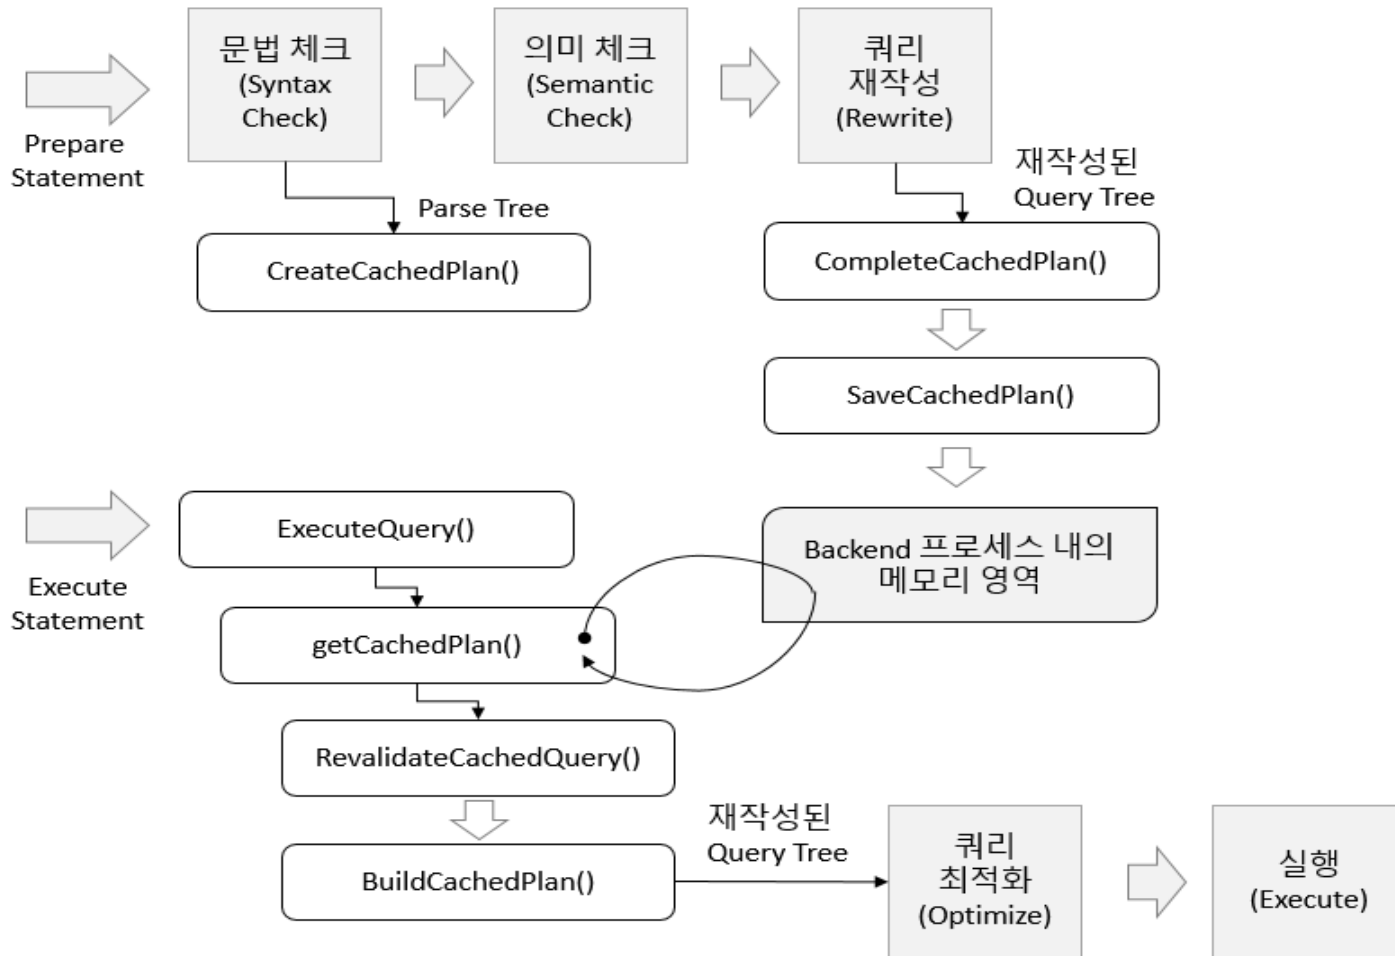 Prepare
Statement
문법 체크
(Syntax
Check)
의미 체크
(Semantic
Check)
쿼리
재작성
(Rewrite)
Parse Tree
재작성된
Query Tree
CreateCachedPlan()
CompleteCachedPlan()
SaveCachedPlan()
Backend 프로세스 내의
메모리 영역
Execute
Statement
ExecuteQuery()
getCachedPlan()
RevalidateCachedQuery()
BuildCachedPlan()
재작성된
Query Tree
쿼리
최적화
(Optimize)
실행
(Execute)